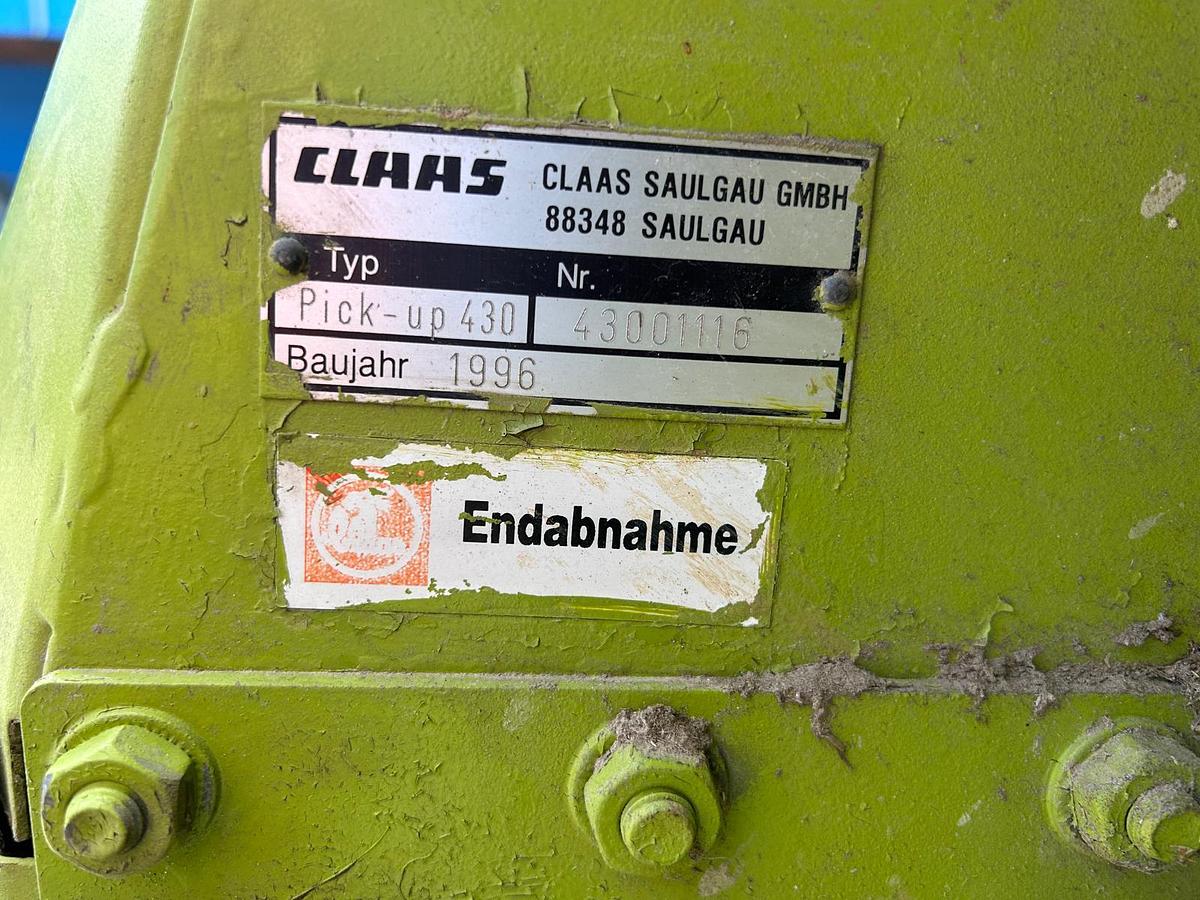 CLAAS CLAAS SAULGAU GMBH
88348 SAULGAU
Typ Nr.
Pick-up 430 43001116
Baujahr 1996
Endabnahme